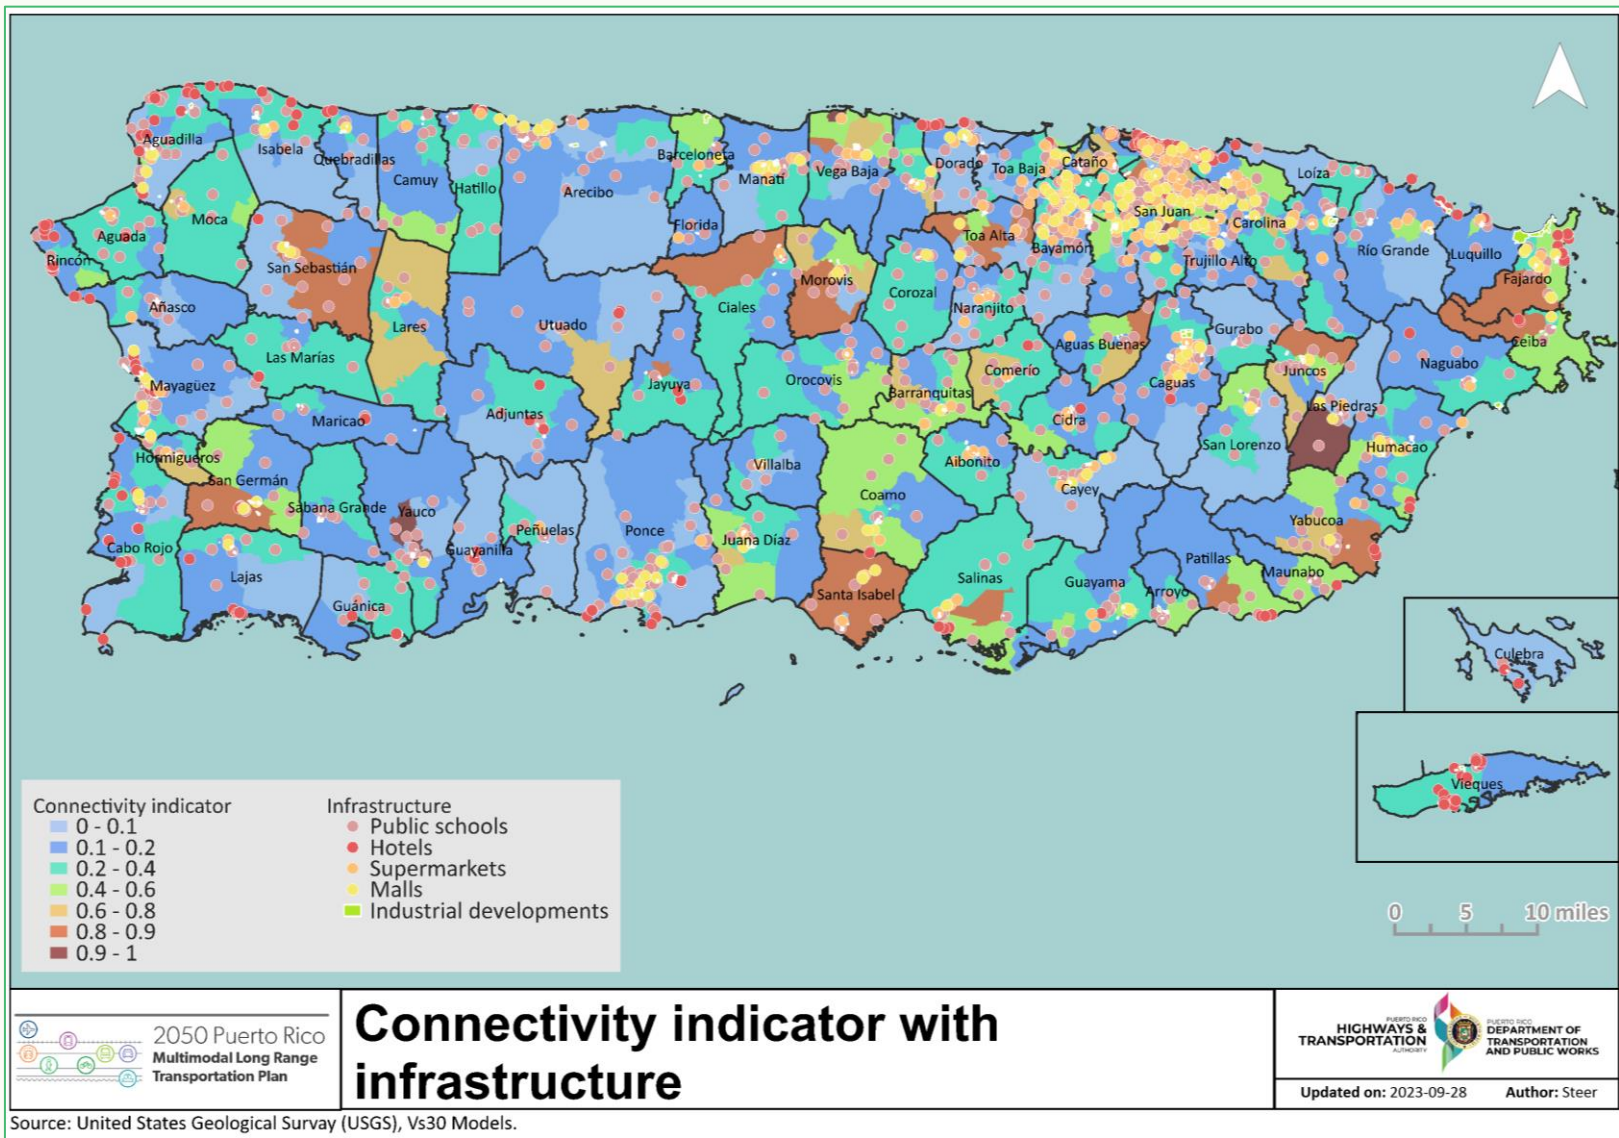 Aguadilla
Isabela
Quebradillas
Camuy
Hatillo
Arecibo
Barceloneta
Manatí
Vega Baja
Dorado
Toa Baja
Cataño
San Juan
Carolina
Loíza
Moca
Aguada
Rincón
San Sebastián
Florida
Ciales
Morovis
Corozal
Toa Alta
Naranjito
Bayamón
Trujillo Alto
Río Grande
Luquillo
Fajardo
Ceiba
Añasco
Lares
Utuado
Las Marías
Mayagüez
Maricao
Adjuntas
Jayuya
Orocovis
Barranquitas
Comerío
Aguas Buenas
Gurabo
Caguas
Cidra
Juncos
Las Piedras
Naguabo
Hormigueros
San Germán
Sabana Grande
Yauco
Guayanilla
Peñuelas
Ponce
Villalba
Juana Díaz
Coamo
Aibonito
Cayey
San Lorenzo
Humacao
Yabucoa
Cabo Rojo
Lajas
Guánica
Santa Isabel
Salinas
Guayama
Arroyo
Patillas
Maunabo
Culebra
Vieques
Connectivity indicator
0 - 0.1
0.1 - 0.2
0.2 - 0.4
0.4 - 0.6
0.6 - 0.8
0.8 - 0.9
0.9 - 1
Infrastructure
Public schools
Hotels
Supermarkets
Malls
Industrial developments
0 5 10 miles
2050 Puerto Rico
Multimodal Long Range
Transportation Plan
Connectivity indicator with
infrastructure
PUERTO RICO
HIGHWAYS &
TRANSPORTATION
AUTHORITY
PUERTO RICO
DEPARTMENT OF
TRANSPORTATION
AND PUBLIC WORKS
Updated on: 2023-09-28 Author: Steer
Source: United States Geological Survay (USGS), Vs30 Models.